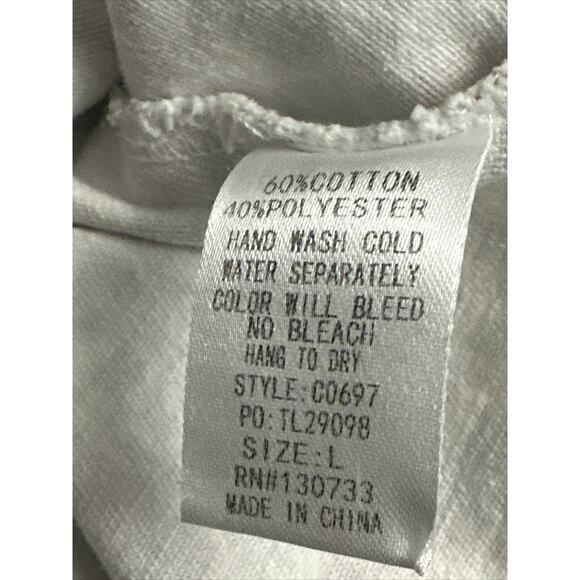 60%COTTON
40%POLYESTER
HAND WASH COLD
WATER SEPARATELY
COLOR WILL BLEED
NO BLEACH
HANG TO DRY
STYLE:C0697
PO:TL29098
SIZE:L
RN#130733
MADE IN CHINA